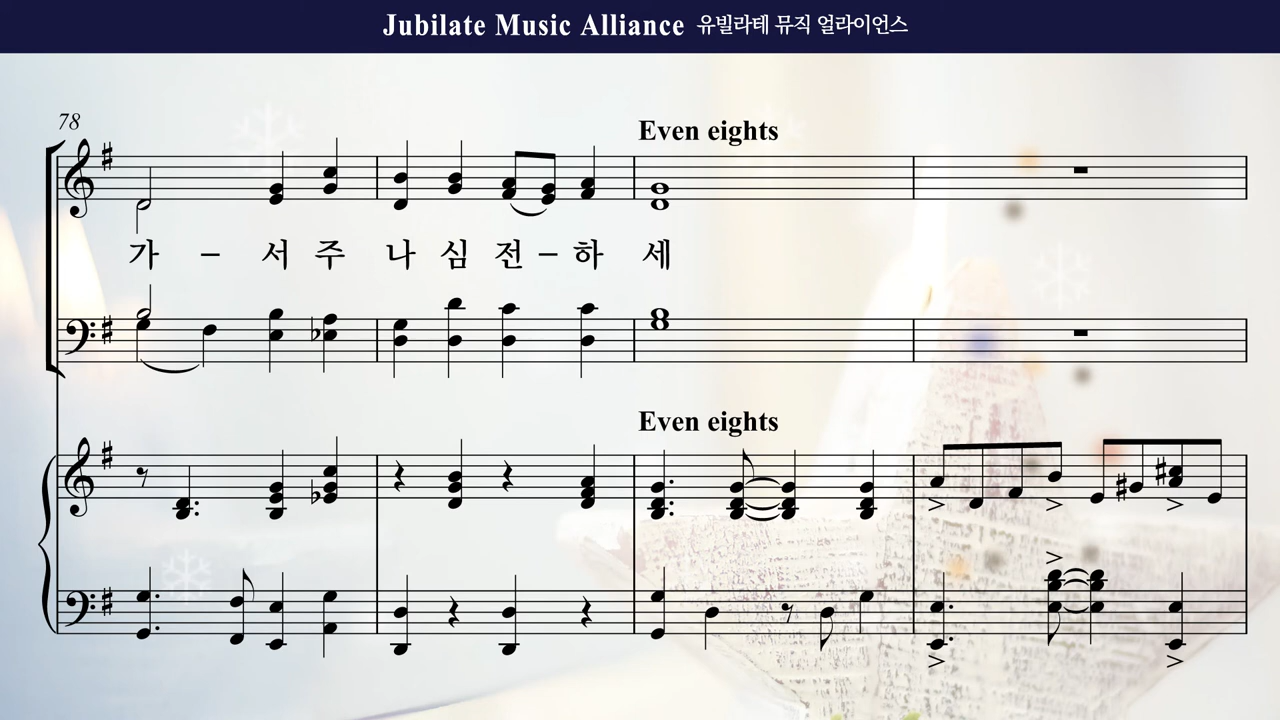 Jubilate Music Alliance 유빌라테 뮤직 얼라이언스
78
Even eights
가 – 서 주 나 심 전 – 하 세
Even eights